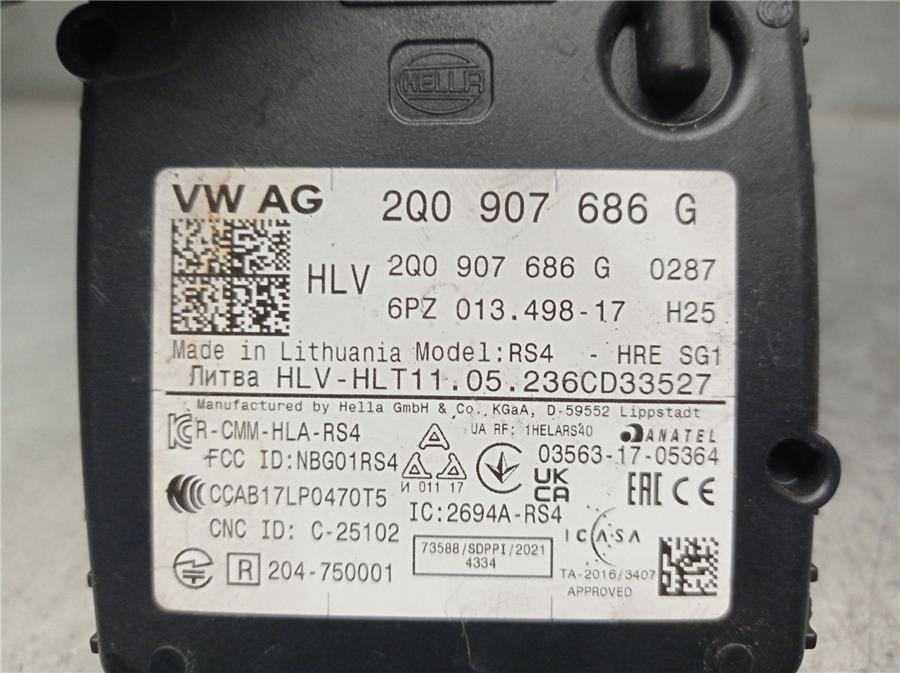 HELLA
VW AG 2Q0 907 686 G
HLV 2Q0 907 686 G 0287
6PZ 013.498-17 H25
Made in Lithuania Model:RS4 - HRE SG1
Литва HLV-HLT11.05.236CD33527
Manufactured by Hella GmbH & Co. KGaA, D-59552 Lippstadt
R-CMM-HLA-RS4 UA RF: 1HELARS40 ANATEL
FCC ID:NBG01RS4 03563-17-05364
И 011 17 UK CA EAC CE
CCAB17LP0470T5 IC:2694A-RS4
CNC ID: C-25102 ICASA
73588/SDPPI/2021
4334
R 204-750001 TA-2016/3407
APPROVED